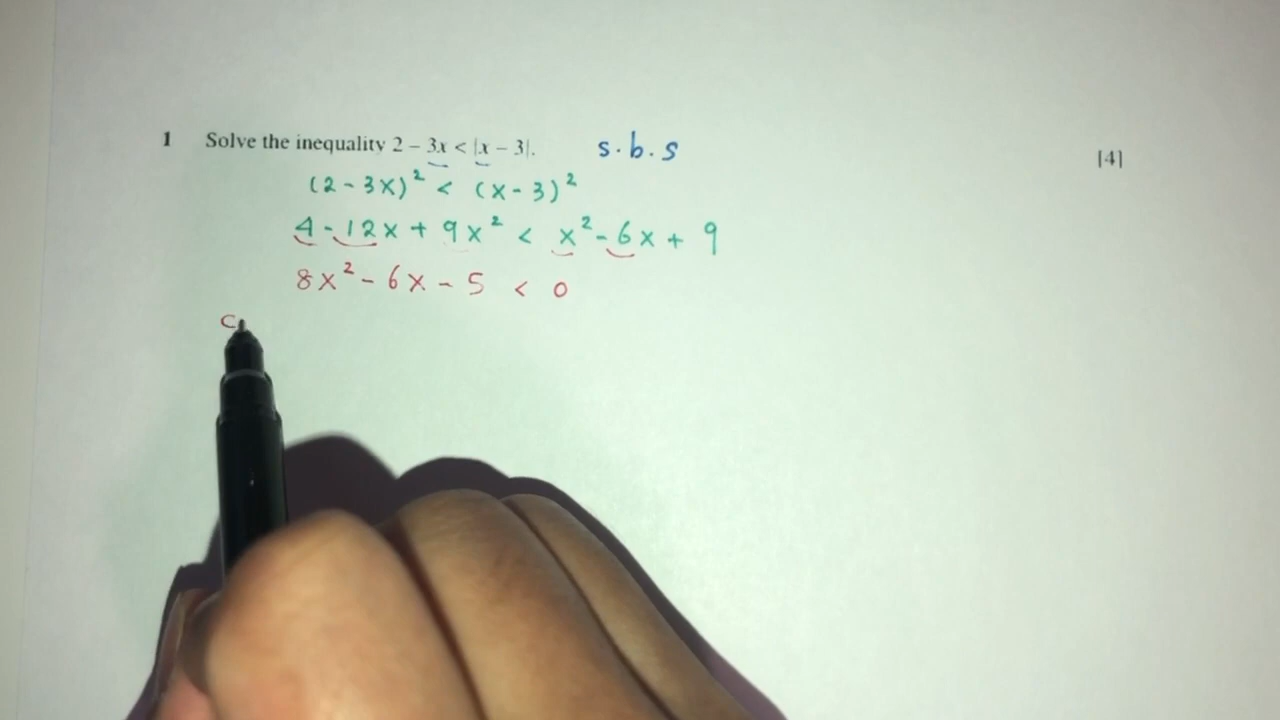 1 Solve the inequality 2 – 3x < |x – 3|. s.b.s [4]
(2 - 3x)² < (x - 3)²
4 - 12x + 9x² < x² - 6x + 9
8x² - 6x - 5 < 0
c